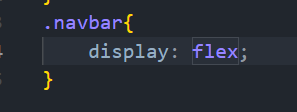 }
.navbar{
display: flex;
}